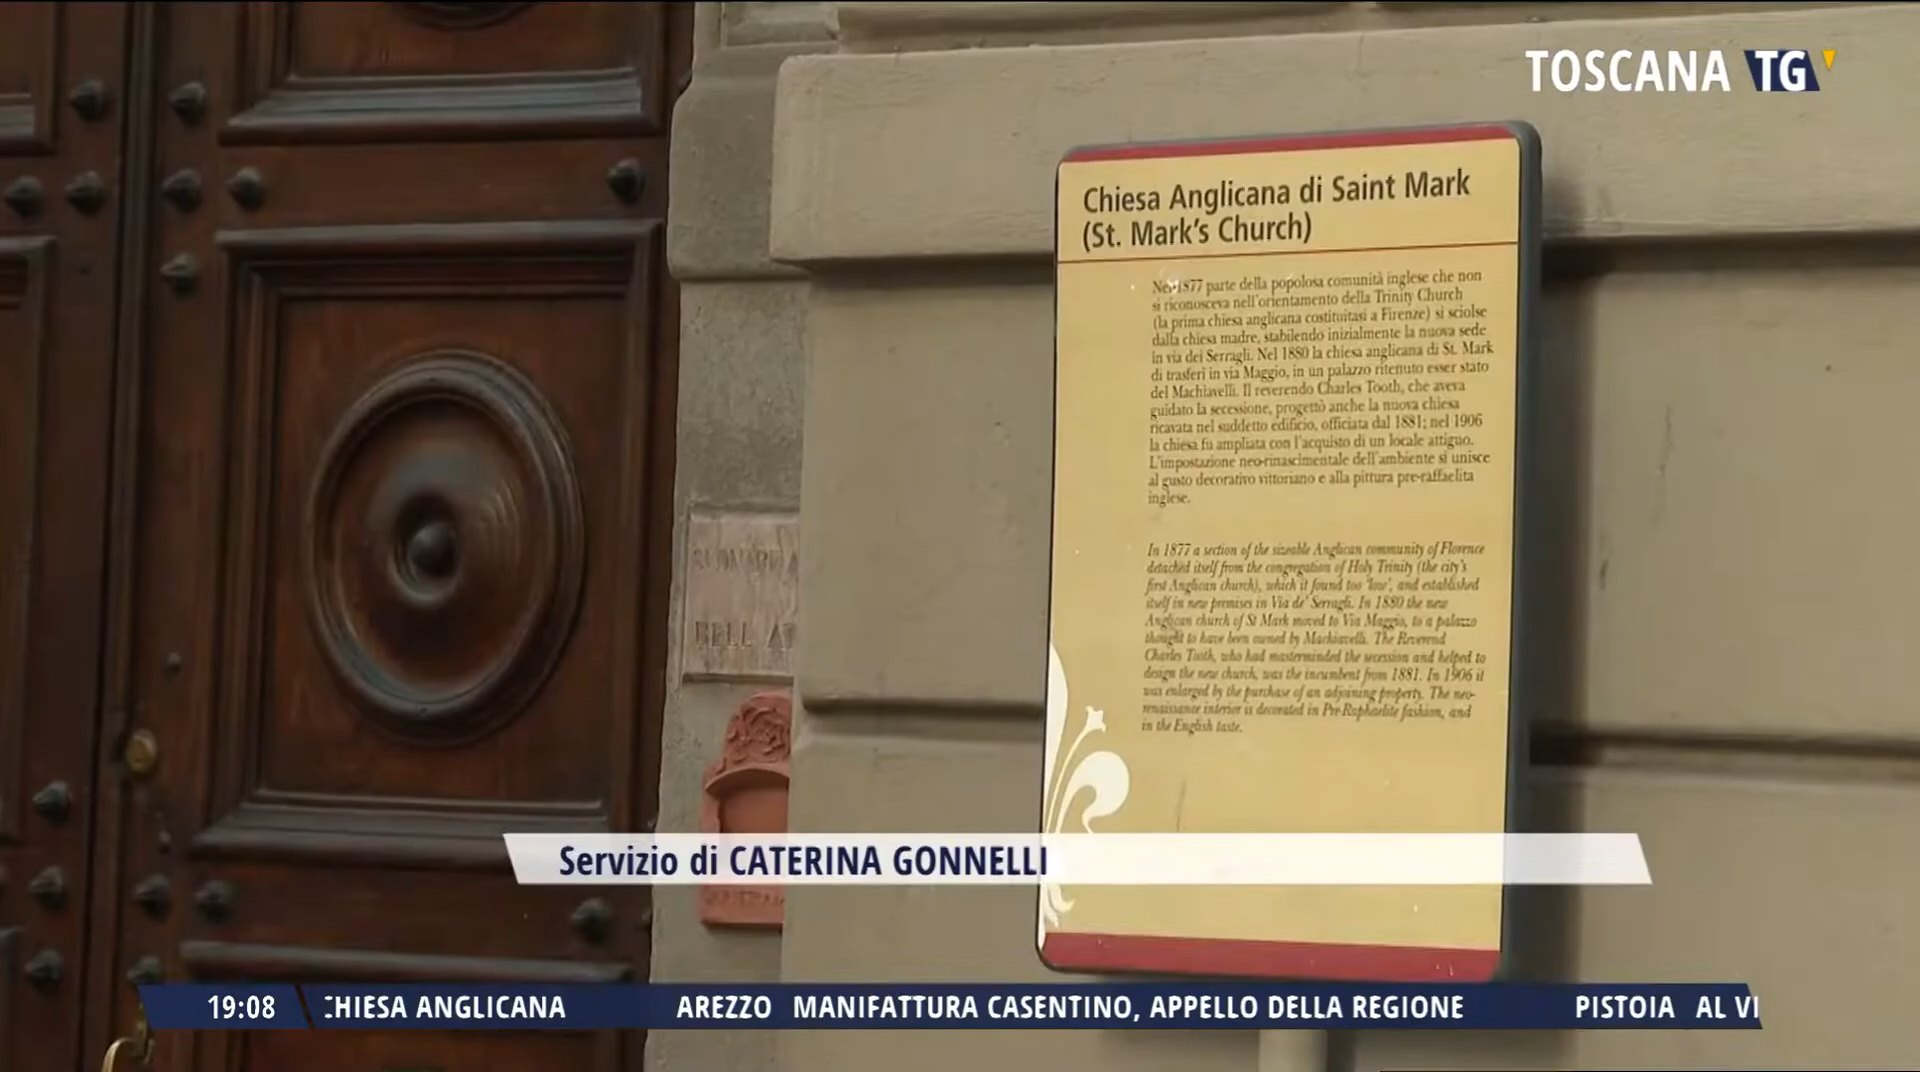 TOSCANA TG
Chiesa Anglicana di Saint Mark
(St. Mark's Church)
Nel 1877 parte della popolosa comunità inglese che non
si riconosceva nell'orientamento della Trinity Church
(la prima chiesa anglicana costituitasi a Firenze) si sciolse
dalla chiesa madre, stabilendo inizialmente la nuova sede
in via dei Serragli. Nel 1880 la chiesa anglicana di St. Mark
di trasferì in via Maggio, in un palazzo ritenuto esser stato
del Machiavelli. Il reverendo Charles Tooth, che aveva
guidato la secessione, progettò anche la nuova chiesa
ricavata nel suddetto edificio, officiata dal 1881; nel 1906
la chiesa fu ampliata con l'acquisto di un locale attiguo.
L'impostazione neo-rinascimentale dell'ambiente si unisce
al gusto decorativo vittoriano e alla pittura pre-raffaelita
inglese.
In 1877 a section of the sizeable Anglican community of Florence
detached itself from the congregation of Holy Trinity (the city's
first Anglican church), which it found too 'low', and established
itself in new premises in Via de' Serragli. In 1880 the new
Anglican church of St Mark moved to Via Maggio, to a palazzo
thought to have been owned by Machiavelli. The Reverend
Charles Tooth, who had masterminded the secession and helped to
design the new church, was the incumbent from 1881. In 1906 it
was enlarged by the purchase of an adjoining property. The neo-
renaissance interior is decorated in Pre-Raphaelite fashion, and
in the English taste.
BELL
Servizio di CATERINA GONNELLI
19:08 CHIESA ANGLICANA AREZZO MANIFATTURA CASENTINO, APPELLO DELLA REGIONE PISTOIA AL VI